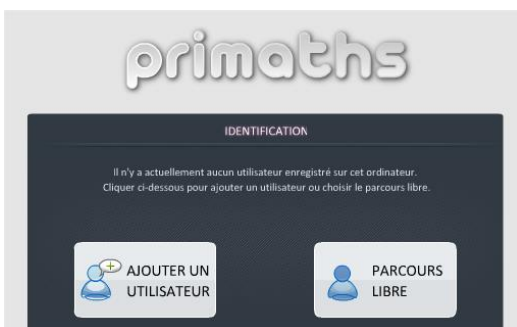 primaths
IDENTIFICATION
Il n'y a actuellement aucun utilisateur enregistré sur cet ordinateur.
Cliquer ci-dessous pour ajouter un utilisateur ou choisir le parcours libre.
AJOUTER UN
UTILISATEUR
PARCOURS
LIBRE